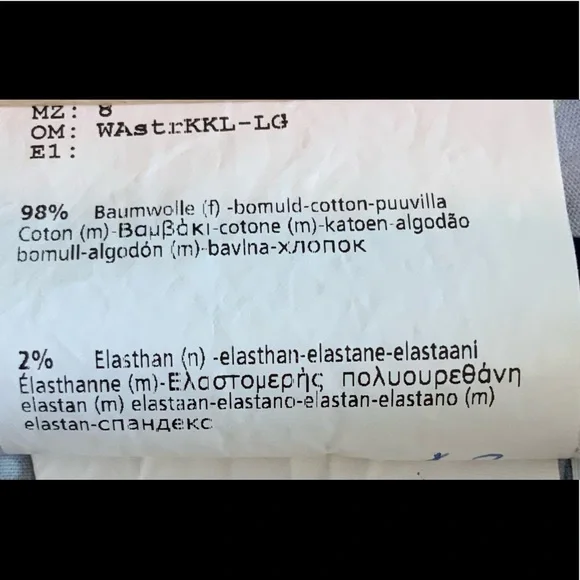 MZ: 8
OM: WAstrKKL-LG
E1:
98% Baumwolle (f) -bomuld-cotton-puuvilla
Coton (m)-Βαμβάκι-cotone (m)-katoen-algodão
bomull-algodón (m)-bavlna-хлопок
2% Elasthan (n) -elasthan-elastane-elastaani
Élasthanne (m)-Ελαστομερής πολυουρεθάνη
elastan (m) elastaan-elastano-elastan-elastano (m)
elastan-спандекс